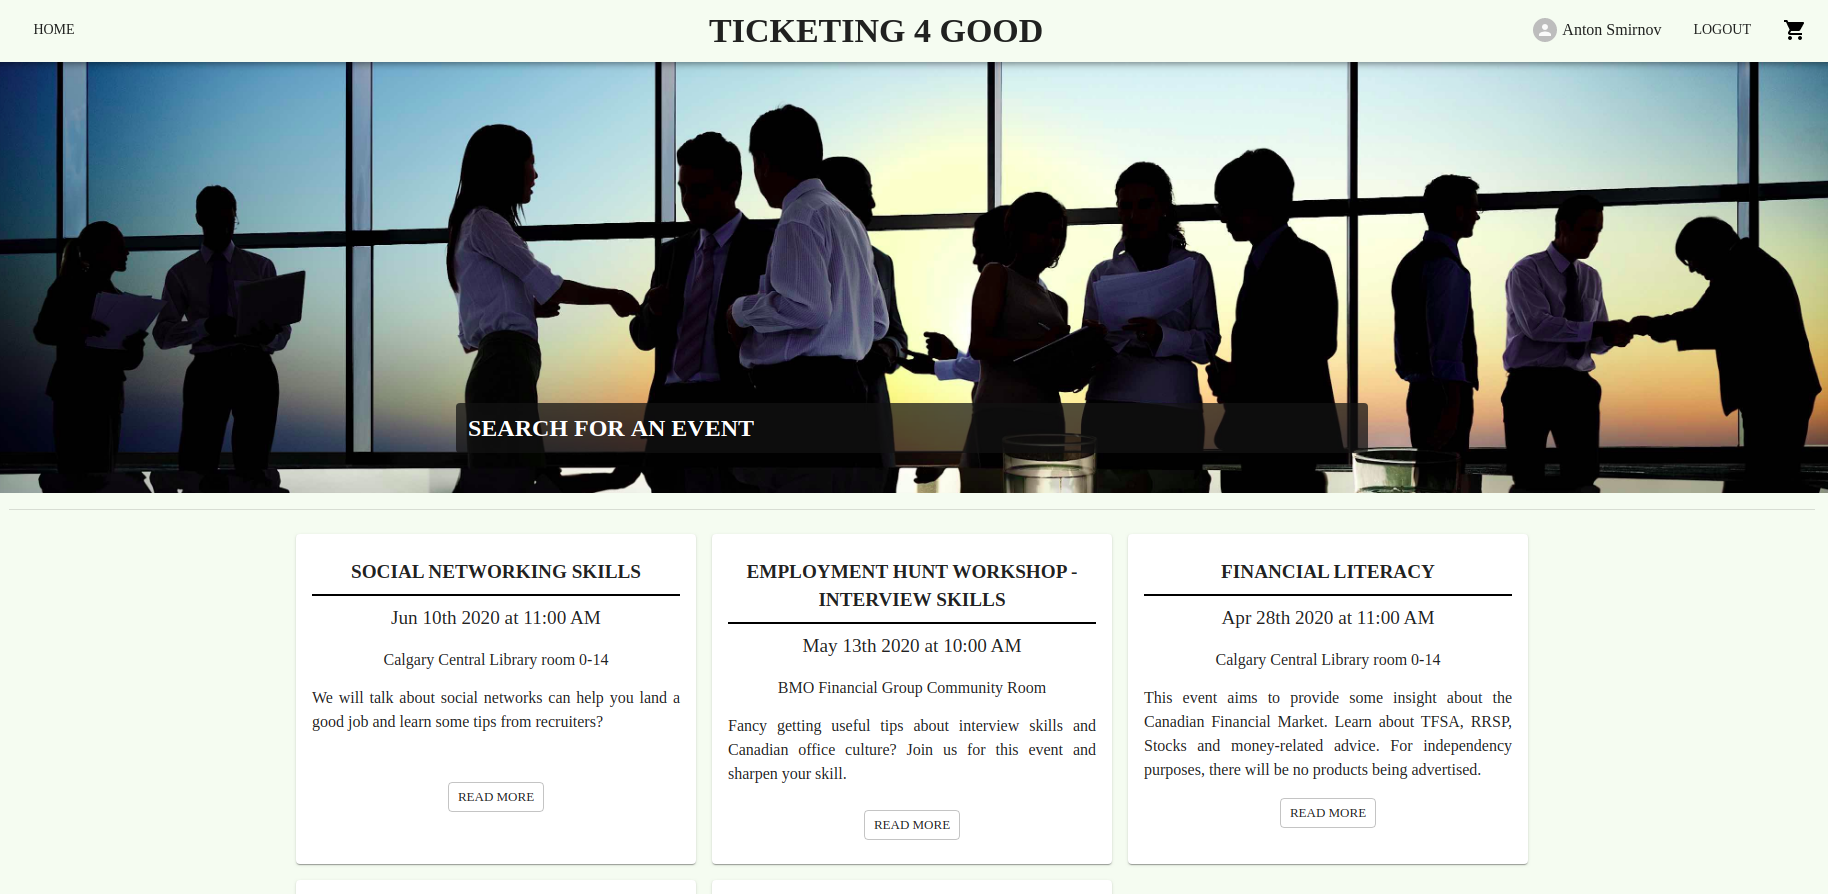 HOME
TICKETING 4 GOOD
Anton Smirnov
LOGOUT
SEARCH FOR AN EVENT
SOCIAL NETWORKING SKILLS
Jun 10th 2020 at 11:00 AM
Calgary Central Library room 0-14
We will talk about social networks can help you land a
good job and learn some tips from recruiters?
READ MORE
EMPLOYMENT HUNT WORKSHOP -
INTERVIEW SKILLS
May 13th 2020 at 10:00 AM
BMO Financial Group Community Room
Fancy getting useful tips about interview skills and
Canadian office culture? Join us for this event and
sharpen your skill.
READ MORE
FINANCIAL LITERACY
Apr 28th 2020 at 11:00 AM
Calgary Central Library room 0-14
This event aims to provide some insight about the
Canadian Financial Market. Learn about TFSA, RRSP,
Stocks and money-related advice. For independency
purposes, there will be no products being advertised.
READ MORE